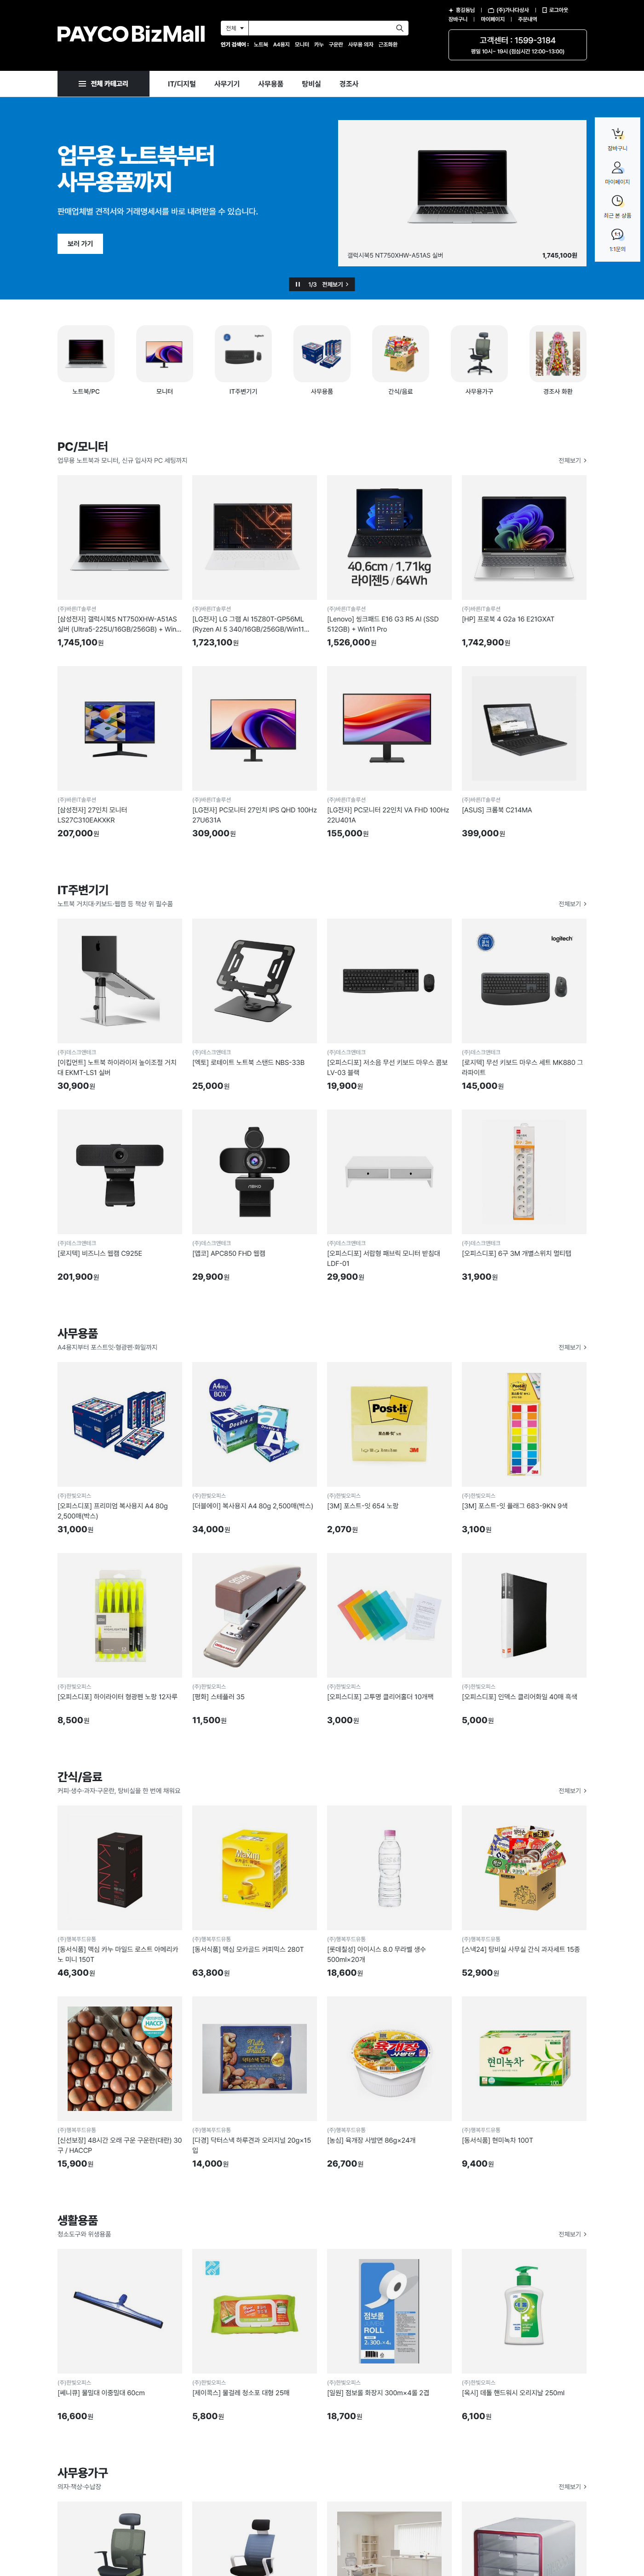 PAYCO BizMall
전체
인기 검색어 : 노트북 A4용지 모니터 카누 구운란 사무용 의자 근조화환
홍길동님 | (주)가나다상사 | 로그아웃
장바구니 | 마이페이지 | 주문내역
고객센터 : 1599-3184
평일 10시~ 19시 (점심시간 12:00~13:00)
전체 카테고리 IT/디지털 사무기기 사무용품 탕비실 경조사
업무용 노트북부터
사무용품까지
판매업체별 견적서와 거래명세서를 바로 내려받을 수 있습니다.
보러 가기
갤럭시북5 NT750XHW-A51AS 실버 1,745,100원
1/3 전체보기
장바구니
마이페이지
최근 본 상품
1:1
1:1문의
노트북/PC 모니터 IT주변기기 사무용품 간식/음료 사무용가구 경조사 화환
PC/모니터
업무용 노트북과 모니터, 신규 입사자 PC 세팅까지 전체보기
40.6cm / 1.71kg
라이젠5 / 64Wh
(주)바른IT솔루션 (주)바른IT솔루션 (주)바른IT솔루션 (주)바른IT솔루션
[삼성전자] 갤럭시북5 NT750XHW-A51AS
실버 (Ultra5-225U/16GB/256GB) + Win...
1,745,100원
[LG전자] LG 그램 AI 15Z80T-GP56ML
(Ryzen AI 5 340/16GB/256GB/Win11...
1,723,100원
[Lenovo] 씽크패드 E16 G3 R5 AI (SSD
512GB) + Win11 Pro
1,526,000원
[HP] 프로북 4 G2a 16 E21GXAT
1,742,900원
(주)바른IT솔루션 (주)바른IT솔루션 (주)바른IT솔루션 (주)바른IT솔루션
[삼성전자] 27인치 모니터
LS27C310EAKXKR
207,000원
[LG전자] PC모니터 27인치 IPS QHD 100Hz
27U631A
309,000원
[LG전자] PC모니터 22인치 VA FHD 100Hz
22U401A
155,000원
[ASUS] 크롬북 C214MA
399,000원
IT주변기기
노트북 거치대·키보드·웹캠 등 책상 위 필수품 전체보기
logitech
(주)데스크앤테크 (주)데스크앤테크 (주)데스크앤테크 (주)데스크앤테크
[이킵먼트] 노트북 하이라이저 높이조절 거치
대 EKMT-LS1 실버
30,900원
[엑토] 로테이트 노트북 스탠드 NBS-33B
25,000원
[오피스디포] 저소음 무선 키보드 마우스 콤보
LV-03 블랙
19,900원
[로지텍] 무선 키보드 마우스 세트 MK880 그
라파이트
145,000원
(주)데스크앤테크 (주)데스크앤테크 (주)데스크앤테크 (주)데스크앤테크
[로지텍] 비즈니스 웹캠 C925E
201,900원
[앱코] APC850 FHD 웹캠
29,900원
[오피스디포] 서랍형 패브릭 모니터 받침대
LDF-01
29,900원
[오피스디포] 6구 3M 개별스위치 멀티탭
31,900원
사무용품
A4용지부터 포스트잇·형광펜·화일까지 전체보기
A4
BOX
Double A
Post-it
3M
Post-it
(주)한빛오피스 (주)한빛오피스 (주)한빛오피스 (주)한빛오피스
[오피스디포] 프리미엄 복사용지 A4 80g
2,500매(박스)
31,000원
[더블에이] 복사용지 A4 80g 2,500매(박스)
34,000원
[3M] 포스트-잇 654 노랑
2,070원
[3M] 포스트-잇 플래그 683-9KN 9색
3,100원
(주)한빛오피스 (주)한빛오피스 (주)한빛오피스 (주)한빛오피스
[오피스디포] 하이라이터 형광펜 노랑 12자루
8,500원
[평화] 스테플러 35
11,500원
[오피스디포] 고투명 클리어홀더 10개팩
3,000원
[오피스디포] 인덱스 클리어화일 40매 흑색
5,000원
간식/음료
커피·생수·과자·구운란, 탕비실을 한 번에 채워요 전체보기
KANU
Maxim
(주)행복푸드유통 (주)행복푸드유통 (주)행복푸드유통 (주)행복푸드유통
[동서식품] 맥심 카누 마일드 로스트 아메리카
노 미니 150T
46,300원
[동서식품] 맥심 모카골드 커피믹스 280T
63,800원
[롯데칠성] 아이시스 8.0 무라벨 생수
500ml×20개
18,600원
[스낵24] 탕비실 사무실 간식 과자세트 15종
52,900원
HACCP
육개장
사발면
현미녹차
(주)행복푸드유통 (주)행복푸드유통 (주)행복푸드유통 (주)행복푸드유통
[신선보장] 48시간 오래 구운 구운란(대란) 30
구 / HACCP
15,900원
[다경] 닥터스낵 하루견과 오리지널 20g×15
입
14,000원
[농심] 육개장 사발면 86g×24개
26,700원
[동서식품] 현미녹차 100T
9,400원
생활용품
청소도구와 위생용품 전체보기
점보롤
ROLL
(주)한빛오피스 (주)한빛오피스 (주)한빛오피스 (주)한빛오피스
[쎄니큐] 물밀대 이중밀대 60cm
16,600원
[제이룩스] 물걸레 청소포 대형 25매
5,800원
[일원] 점보롤 화장지 300m×4롤 2겹
18,700원
[옥시] 데톨 핸드워시 오리지날 250ml
6,100원
사무용가구
의자·책상·수납장 전체보기